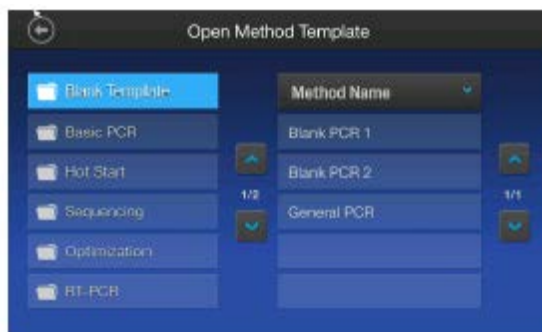 Open Method Template
Blank Template
Basic PCR
Hot Start
Sequencing
Optimization
RT-PCR
1/2
Method Name
Blank PCR 1
Blank PCR 2
General PCR
1/1